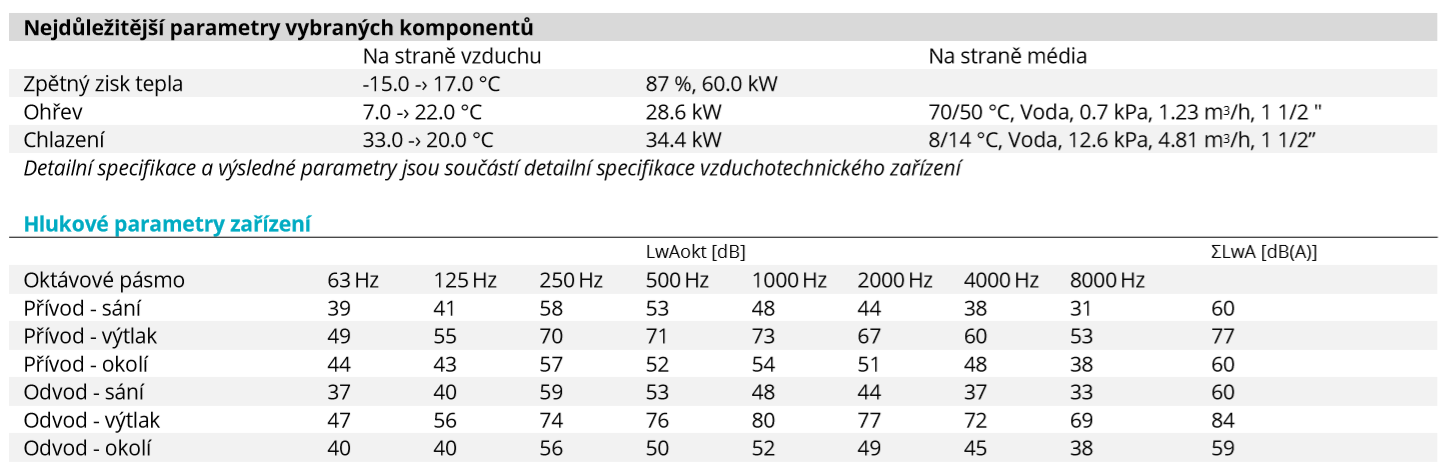 Nejdůležitější parametry vybraných komponentů
Na straně vzduchu Na straně média
Zpětný zisk tepla -15.0 -› 17.0 °C 87 %, 60.0 kW
Ohřev 7.0 -› 22.0 °C 28.6 kW 70/50 °C, Voda, 0.7 kPa, 1.23 m³/h, 1 1/2 "
Chlazení 33.0 -› 20.0 °C 34.4 kW 8/14 °C, Voda, 12.6 kPa, 4.81 m³/h, 1 1/2”
Detailní specifikace a výsledné parametry jsou součástí detailní specifikace vzduchotechnického zařízení
Hlukové parametry zařízení
LwAokt [dB] ΣLwA [dB(A)]
Oktávové pásmo 63 Hz 125 Hz 250 Hz 500 Hz 1000 Hz 2000 Hz 4000 Hz 8000 Hz
Přívod - sání 39 41 58 53 48 44 38 31 60
Přívod - výtlak 49 55 70 71 73 67 60 53 77
Přívod - okolí 44 43 57 52 54 51 48 38 60
Odvod - sání 37 40 59 53 48 44 37 33 60
Odvod - výtlak 47 56 74 76 80 77 72 69 84
Odvod - okolí 40 40 56 50 52 49 45 38 59